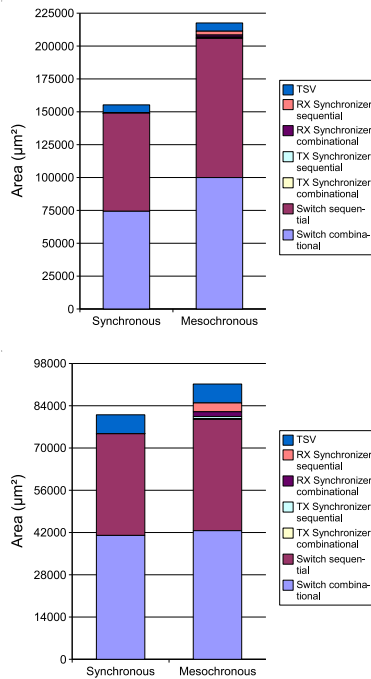 225000
200000
175000
150000
125000
100000
75000
50000
25000
0
Area (µm²)
Synchronous
Mesochronous
TSV
RX Synchronizer
sequential
RX Synchronizer
combinational
TX Synchronizer
sequential
TX Synchronizer
combinational
Switch sequen-
tial
Switch combina-
tional
98000
84000
70000
56000
42000
28000
14000
0
Area (µm²)
Synchronous
Mesochronous
TSV
RX Synchronizer
sequential
RX Synchronizer
combinational
TX Synchronizer
sequential
TX Synchronizer
combinational
Switch sequen-
tial
Switch combina-
tional